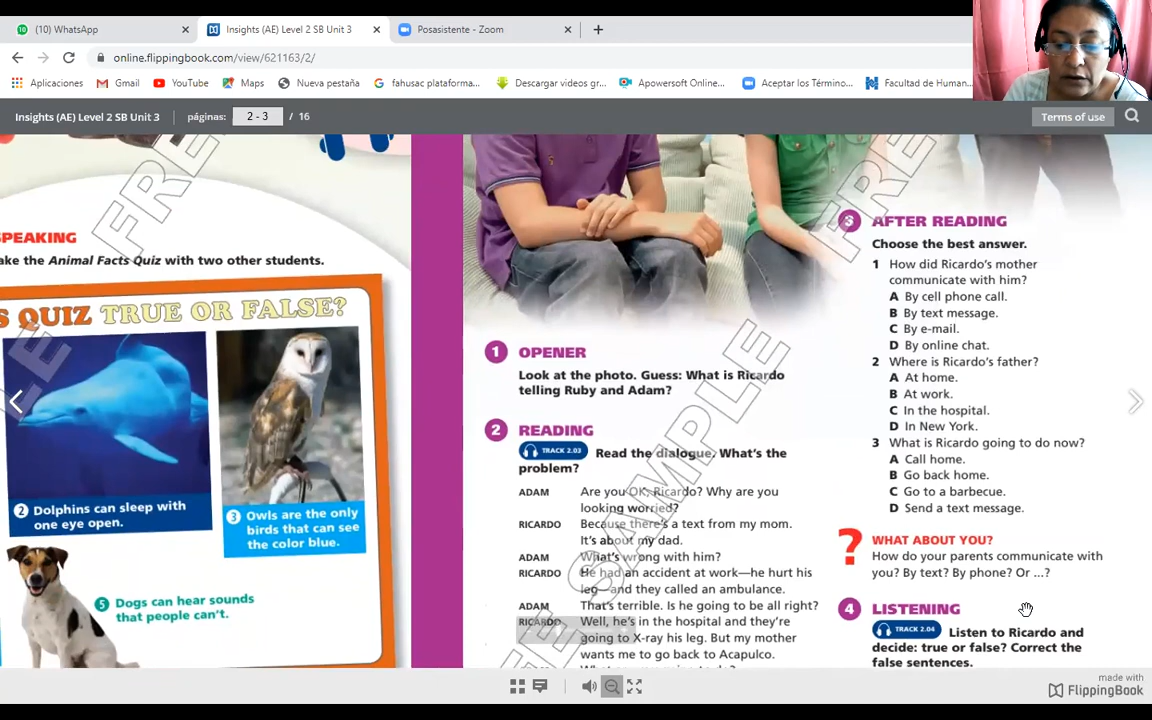 (10) WhatsApp
Insights (AE) Level 2 SB Unit 3
Posasistente - Zoom
online.flippingbook.com/view/621163/2/
Aplicaciones
Gmail
YouTube
Maps
Nueva pestaña
fahusac plataforma...
Descargar videos gr...
Apowersoft Online...
Aceptar los Término...
Facultad de Human...
Insights (AE) Level 2 SB Unit 3
páginas:
2 - 3
/ 16
Terms of use
SPEAKING
ake the Animal Facts Quiz with two other students.
S QUIZ TRUE OR FALSE?
2 Dolphins can sleep with
one eye open.
3 Owls are the only
birds that can see
the color blue.
5 Dogs can hear sounds
that people can't.
1 OPENER
Look at the photo. Guess: What is Ricardo
telling Ruby and Adam?
2 READING
TRACK 2.03 Read the dialogue. What's the
problem?
ADAM Are you OK, Ricardo? Why are you
looking worried?
RICARDO Because there's a text from my mom.
It's about my dad.
ADAM What's wrong with him?
RICARDO He had an accident at work—he hurt his
leg—and they called an ambulance.
ADAM That's terrible. Is he going to be all right?
RICARDO Well, he's in the hospital and they're
going to X-ray his leg. But my mother
wants me to go back to Acapulco.
3 AFTER READING
Choose the best answer.
1 How did Ricardo's mother
communicate with him?
A By cell phone call.
B By text message.
C By e-mail.
D By online chat.
2 Where is Ricardo's father?
A At home.
B At work.
C In the hospital.
D In New York.
3 What is Ricardo going to do now?
A Call home.
B Go back home.
C Go to a barbecue.
D Send a text message.
? WHAT ABOUT YOU?
How do your parents communicate with
you? By text? By phone? Or ...?
4 LISTENING
TRACK 2.04 Listen to Ricardo and
decide: true or false? Correct the
false sentences.
FREE SAMPLE
made with
FlippingBook